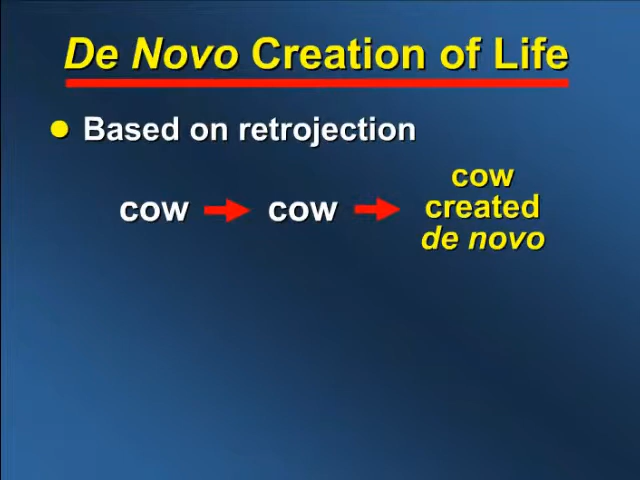 De Novo Creation of Life
Based on retrojection
cow cow cow
created
de novo